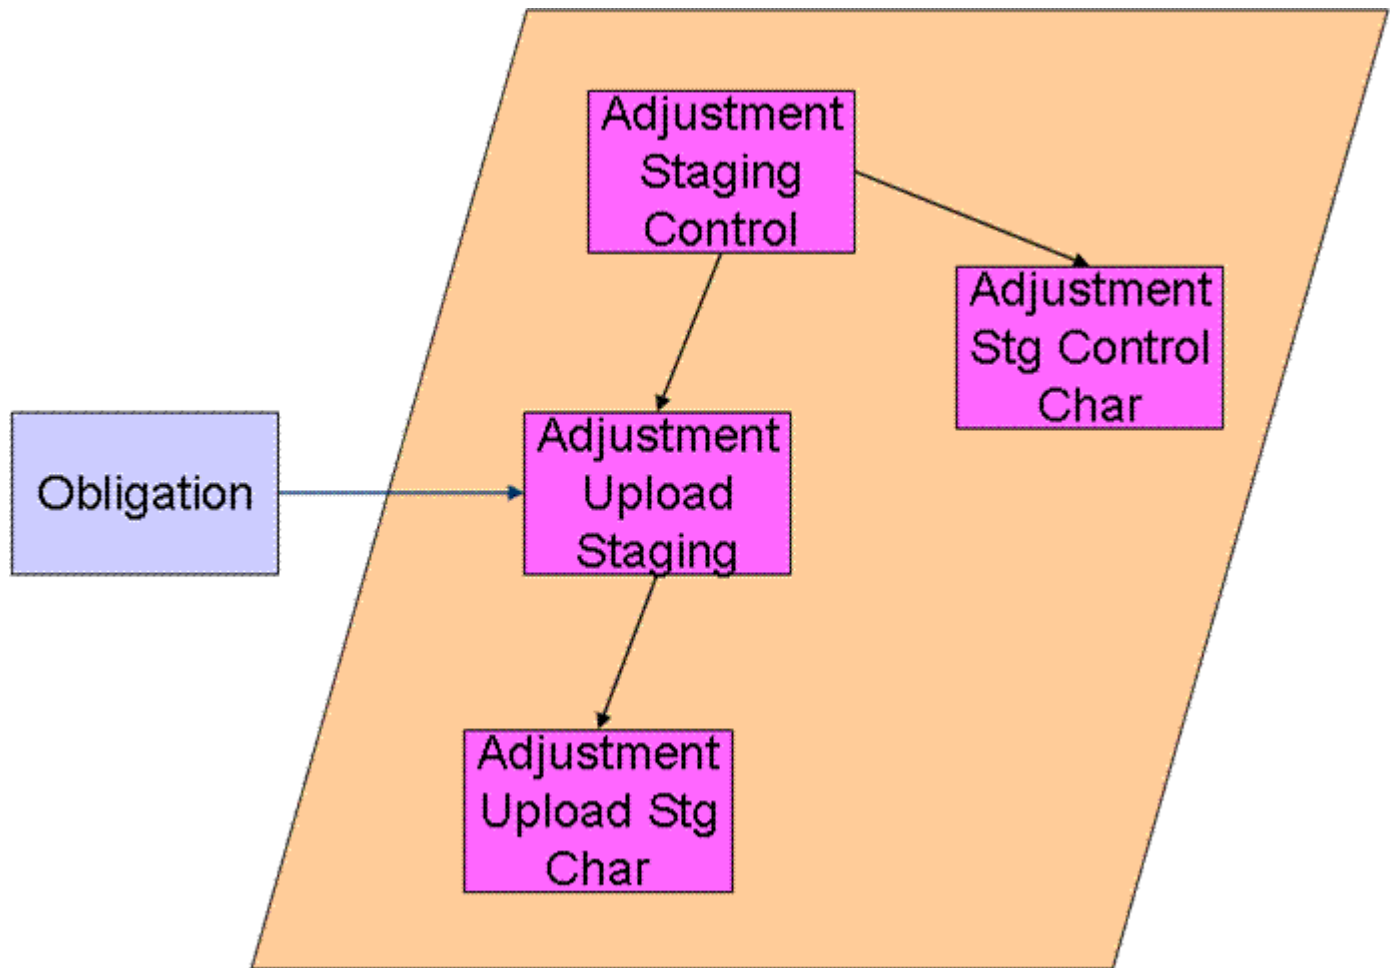 Adjustment
Staging
Control
Adjustment
Stg Control
Char
Obligation
Adjustment
Upload
Staging
Adjustment
Upload Stg
Char